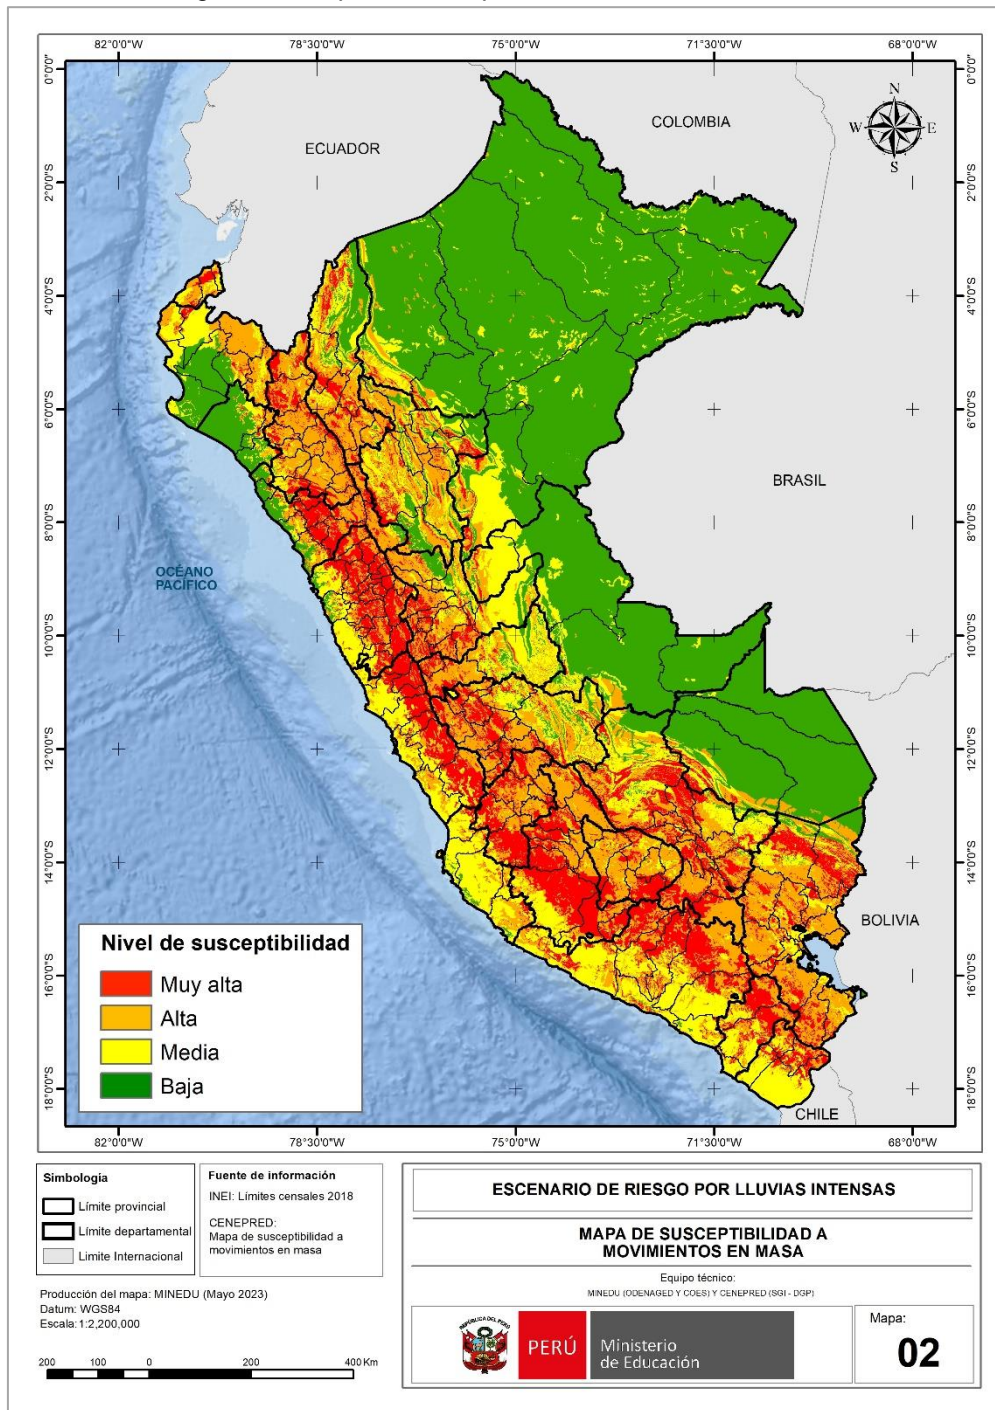 82°0'0"W 78°30'0"W 75°0'0"W 71°30'0"W 68°0'0"W
0°0'0" 0°0'0"
N
W E
S
COLOMBIA
ECUADOR
2°0'0"S 2°0'0"S
4°0'0"S 4°0'0"S
6°0'0"S 6°0'0"S
BRASIL
8°0'0"S 8°0'0"S
OCÉANO
PACÍFICO
10°0'0"S 10°0'0"S
12°0'0"S 12°0'0"S
14°0'0"S 14°0'0"S
BOLIVIA
Nivel de susceptibilidad
Muy alta
Alta
Media
Baja
16°0'0"S 16°0'0"S
18°0'0"S 18°0'0"S
CHILE
82°0'0"W 78°30'0"W 75°0'0"W 71°30'0"W 68°0'0"W
Simbologia
Límite provincial
Límite departamental
Limite Internacional
Fuente de información
INEI: Límites censales 2018
CENEPRED:
Mapa de susceptibilidad a
movimientos en masa
Producción del mapa: MINEDU (Mayo 2023)
Datum: WGS84
Escala:1:2,200,000
200 100 0 200 400 Km
ESCENARIO DE RIESGO POR LLUVIAS INTENSAS
MAPA DE SUSCEPTIBILIDAD A
MOVIMIENTOS EN MASA
Equipo técnico:
MINEDU (ODENAGED Y COES) Y CENEPRED (SGI - DGP)
REPÚBLICA DEL PERÚ
PERÚ
Ministerio
de Educación
Mapa:
02